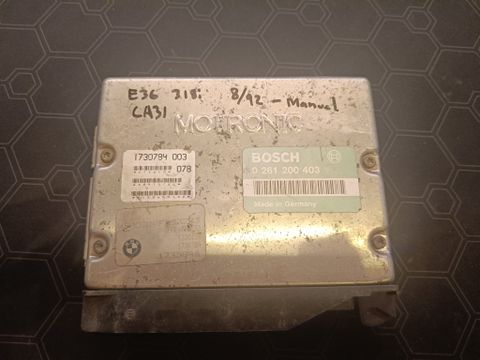 E36 318i 8/92 - Manual
CA31
MOTRONIC
1730794 003
078
BOSCH
0 261 200 403
Made in Germany